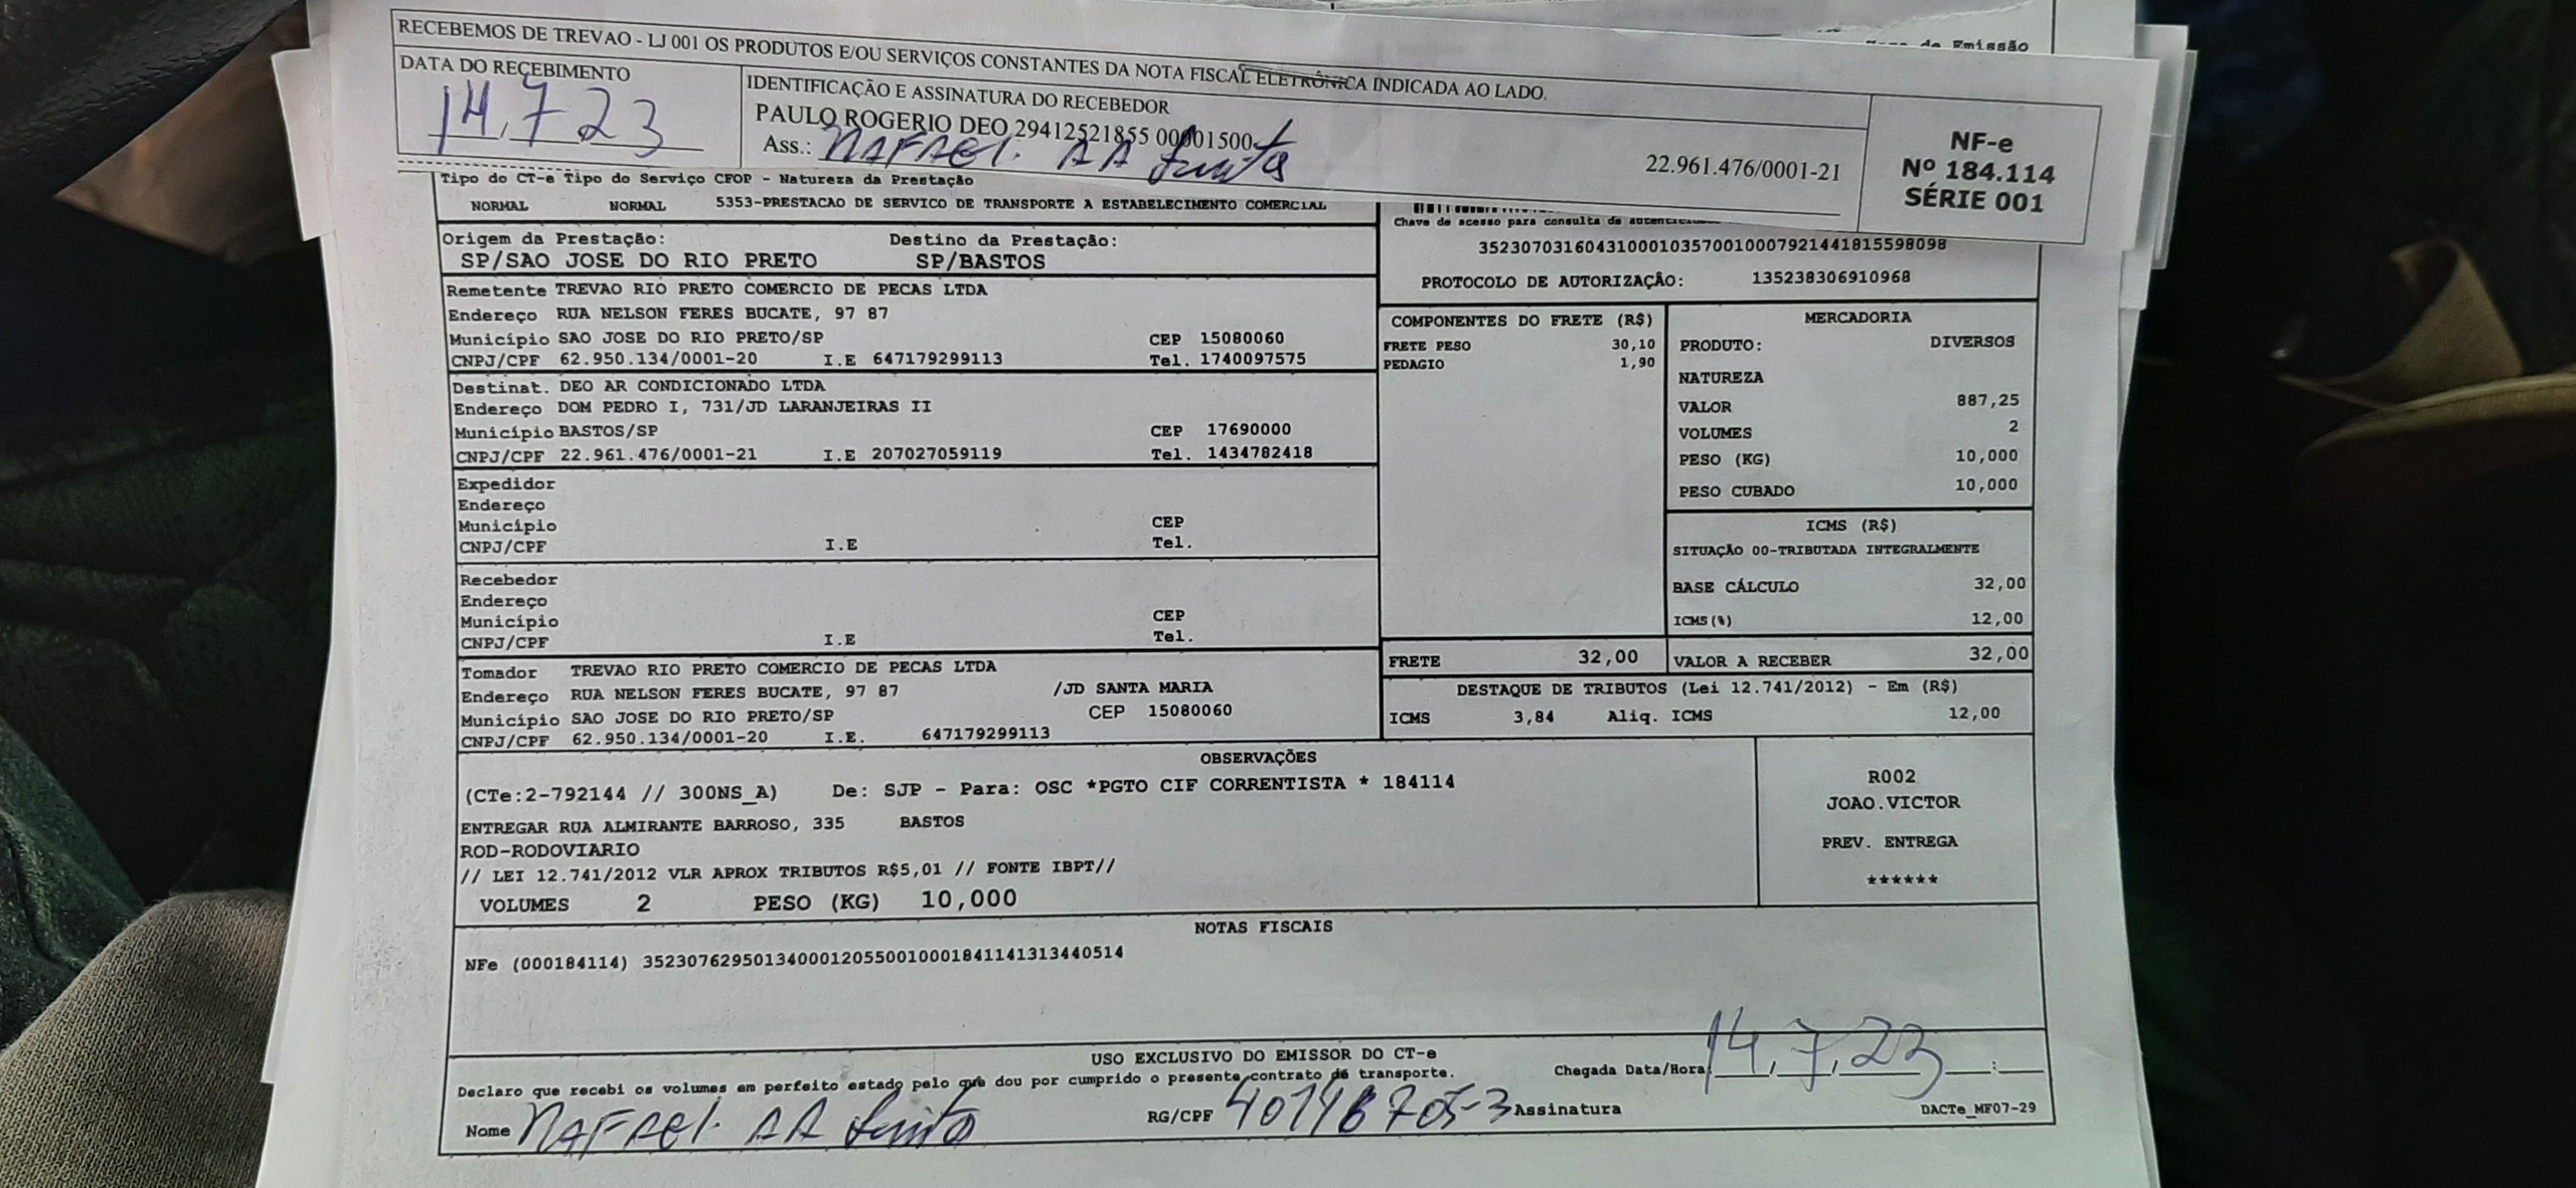 Hora de Emissão
RECEBEMOS DE TREVAO - LJ 001 OS PRODUTOS E/OU SERVIÇOS CONSTANTES DA NOTA FISCAL ELETRÔNICA INDICADA AO LADO.
DATA DO RECEBIMENTO
14.7 23
IDENTIFICAÇÃO E ASSINATURA DO RECEBEDOR
PAULO ROGERIO DEO 29412521855 00001500
Ass.: RAFAEL
22.961.476/0001-21
NF-e
Nº 184.114
SÉRIE 001
Tipo do CT-e Tipo do Serviço CFOP - Natureza da Prestação
NORMAL NORMAL 5353-PRESTACAO DE SERVICO DE TRANSPORTE A ESTABELECIMENTO COMERCIAL
Chave de acesso para consulta de
35230703160431000103570010007921441815598098
PROTOCOLO DE AUTORIZAÇÂO: 135238306910968
Origem da Prestação: Destino da Prestação:
SP/SAO JOSE DO RIO PRETO SP/BASTOS
Remetente TREVAO RIO PRETO COMERCIO DE PECAS LTDA
Endereço RUA NELSON FERES BUCATE, 97 87
Município SAO JOSE DO RIO PRETO/SP CEP 15080060
CNPJ/CPF 62.950.134/0001-20 I.E 647179299113 Tel. 1740097575
Destinat. DEO AR CONDICIONADO LTDA
Endereço DOM PEDRO I, 731/JD LARANJEIRAS II
Município BASTOS/SP CEP 17690000
CNPJ/CPF 22.961.476/0001-21 I.E 207027059119 Tel. 1434782418
Expedidor
Endereço
Município CEP
CNPJ/CPF I.E Tel.
Recebedor
Endereço
Município CEP
CNPJ/CPF I.E Tel.
Tomador TREVAO RIO PRETO COMERCIO DE PECAS LTDA
Endereço RUA NELSON FERES BUCATE, 97 87 /JD SANTA MARIA
Município SAO JOSE DO RIO PRETO/SP CEP 15080060
CNPJ/CPF 62.950.134/0001-20 I.E. 647179299113
COMPONENTES DO FRETE (R$)
FRETE PESO 30,10
PEDAGIO 1,90
MERCADORIA
PRODUTO: DIVERSOS
NATUREZA
VALOR 887,25
VOLUMES 2
PESO (KG) 10,000
PESO CUBADO 10,000
ICMS (R$)
SITUAÇÃO 00-TRIBUTADA INTEGRALMENTE
BASE CÁLCULO 32,00
ICMS(%) 12,00
FRETE 32,00 VALOR A RECEBER 32,00
DESTAQUE DE TRIBUTOS (Lei 12.741/2012) - Em (R$)
ICMS 3,84 Aliq. ICMS 12,00
OBSERVAÇÕES
(CTe:2-792144 // 300NS_A) De: SJP - Para: OSC *PGTO CIF CORRENTISTA * 184114
ENTREGAR RUA ALMIRANTE BARROSO, 335 BASTOS
ROD-RODOVIARIO
// LEI 12.741/2012 VLR APROX TRIBUTOS R$5,01 // FONTE IBPT//
VOLUMES 2 PESO (KG) 10,000
R002
JOAO.VICTOR
PREV. ENTREGA
******
NOTAS FISCAIS
NFe (000184114) 35230762950134000120550010001841141313440514
USO EXCLUSIVO DO EMISSOR DO CT-e
Declaro que recebi os volumes em perfeito estado pelo que dou por cumprido o presente contrato de transporte.
Chegada Data/Hora 14,7,23
Nome RAFAEL RG/CPF Assinatura
DACTe_MF07-29